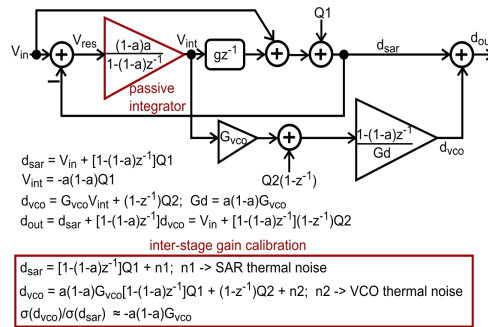 V_in
V_res
(1-a)a
1-(1-a)z^-1
V_int
gz^-1
Q1
d_sar
d_out
passive
integrator
G_vco
Q2(1-z^-1)
1-(1-a)z^-1
Gd
d_vco
d_sar = V_in + [1-(1-a)z^-1]Q1
V_int = -a(1-a)Q1
d_vco = G_vcoV_int + (1-z^-1)Q2; Gd = a(1-a)G_vco
d_out = d_sar + [1-(1-a)z^-1]d_vco = V_in + [1-(1-a)z^-1](1-z^-1)Q2
inter-stage gain calibration
d_sar = [1-(1-a)z^-1]Q1 + n1; n1 -> SAR thermal noise
d_vco = a(1-a)G_vco[1-(1-a)z^-1]Q1 + (1-z^-1)Q2 + n2; n2 -> VCO thermal noise
σ(d_vco)/σ(d_sar) ≈ -a(1-a)G_vco